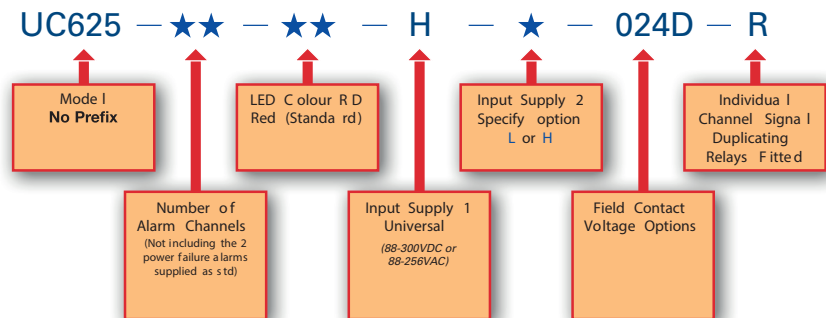 UC625 — ★★ — ★★ — H — ★ — 024D — R
Model
No Prefix
LED Colour RD
Red (Standard)
Input Supply 2
Specify option
L or H
Individual
Channel Signal
Duplicating
Relays Fitted
Number of
Alarm Channels
(Not including the 2
power failure alarms
supplied as std)
Input Supply 1
Universal
(88-300VDC or
88-256VAC)
Field Contact
Voltage Options